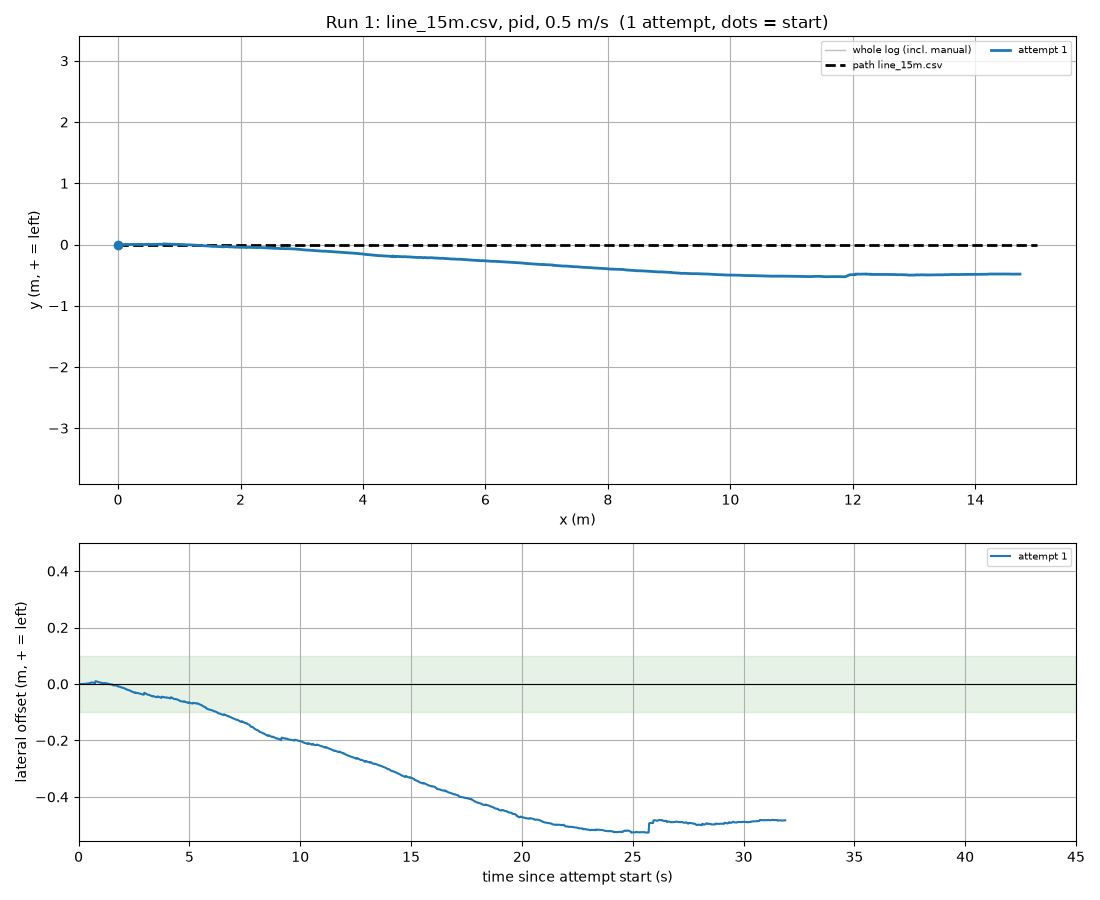 Run 1: line_15m.csv, pid, 0.5 m/s  (1 attempt, dots = start)
whole log (incl. manual)
path line_15m.csv
attempt 1
3
2
1
0
−1
−2
−3
y (m, + = left)
0 2 4 6 8 10 12 14
x (m)
attempt 1
0.4
0.2
0.0
−0.2
−0.4
lateral offset (m, + = left)
0 5 10 15 20 25 30 35 40 45
time since attempt start (s)